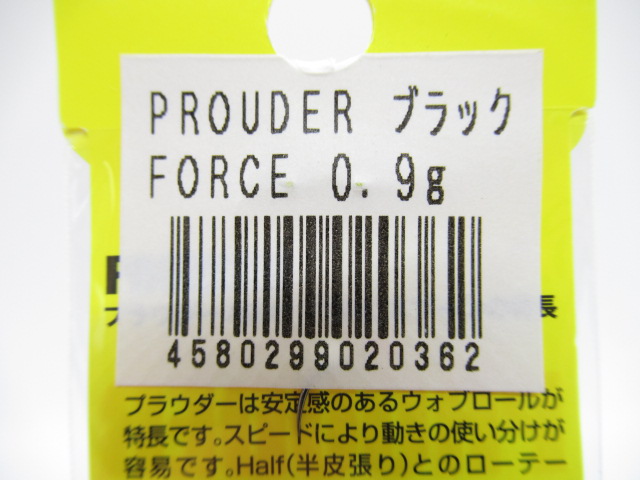 PROUDER ブラック
FORCE 0.9g
4580299020362
プラウダーは安定感のあるウォブロールが
特長です。スピードにより動きの使い分けが
容易です。Half(半皮張り)とのローテー